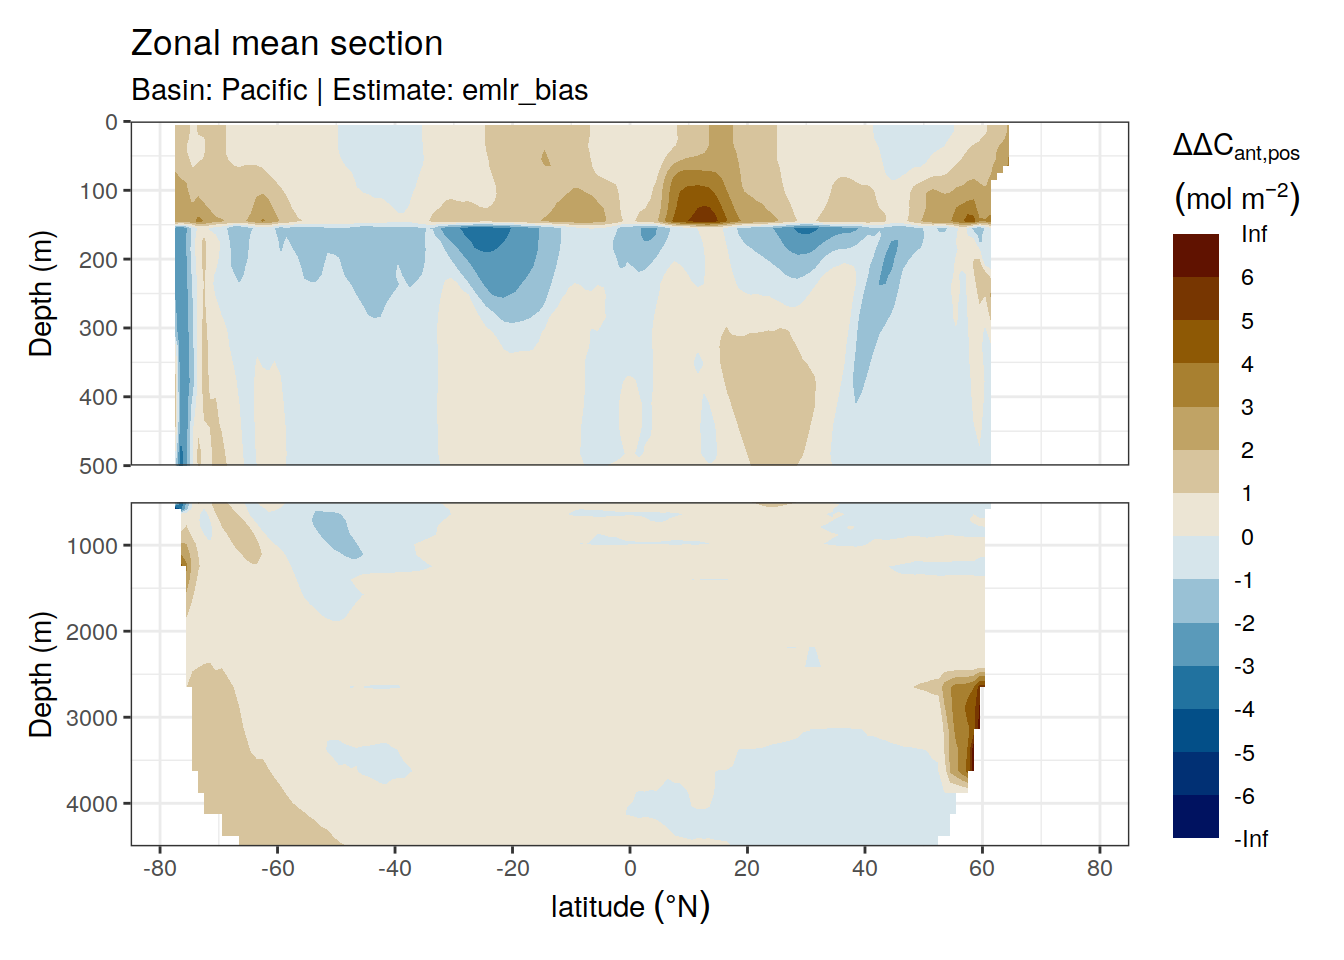 Zonal mean section
Basin: Pacific | Estimate: emlr_bias
0
100
200
300
400
500
Depth (m)
1000
2000
3000
4000
Depth (m)
-80 -60 -40 -20 0 20 40 60 80
latitude (°N)
ΔΔCant,pos
(mol m−2)
Inf
6
5
4
3
2
1
0
-1
-2
-3
-4
-5
-6
-Inf